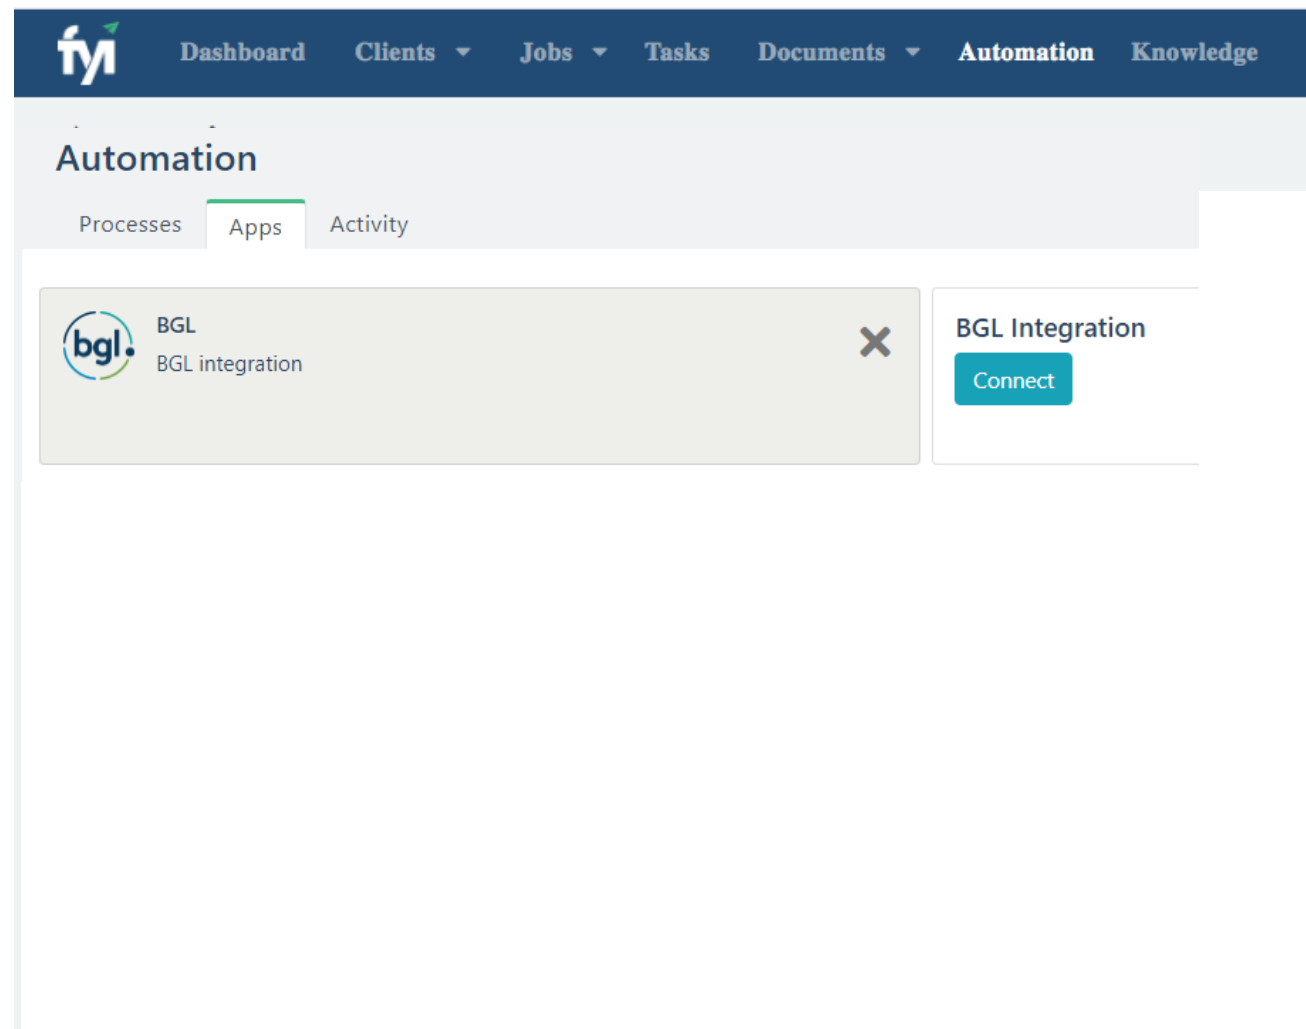 fyi Dashboard Clients Jobs Tasks Documents Automation Knowledge
Automation
Processes Apps Activity
bgl.
BGL
BGL integration
BGL Integration
Connect